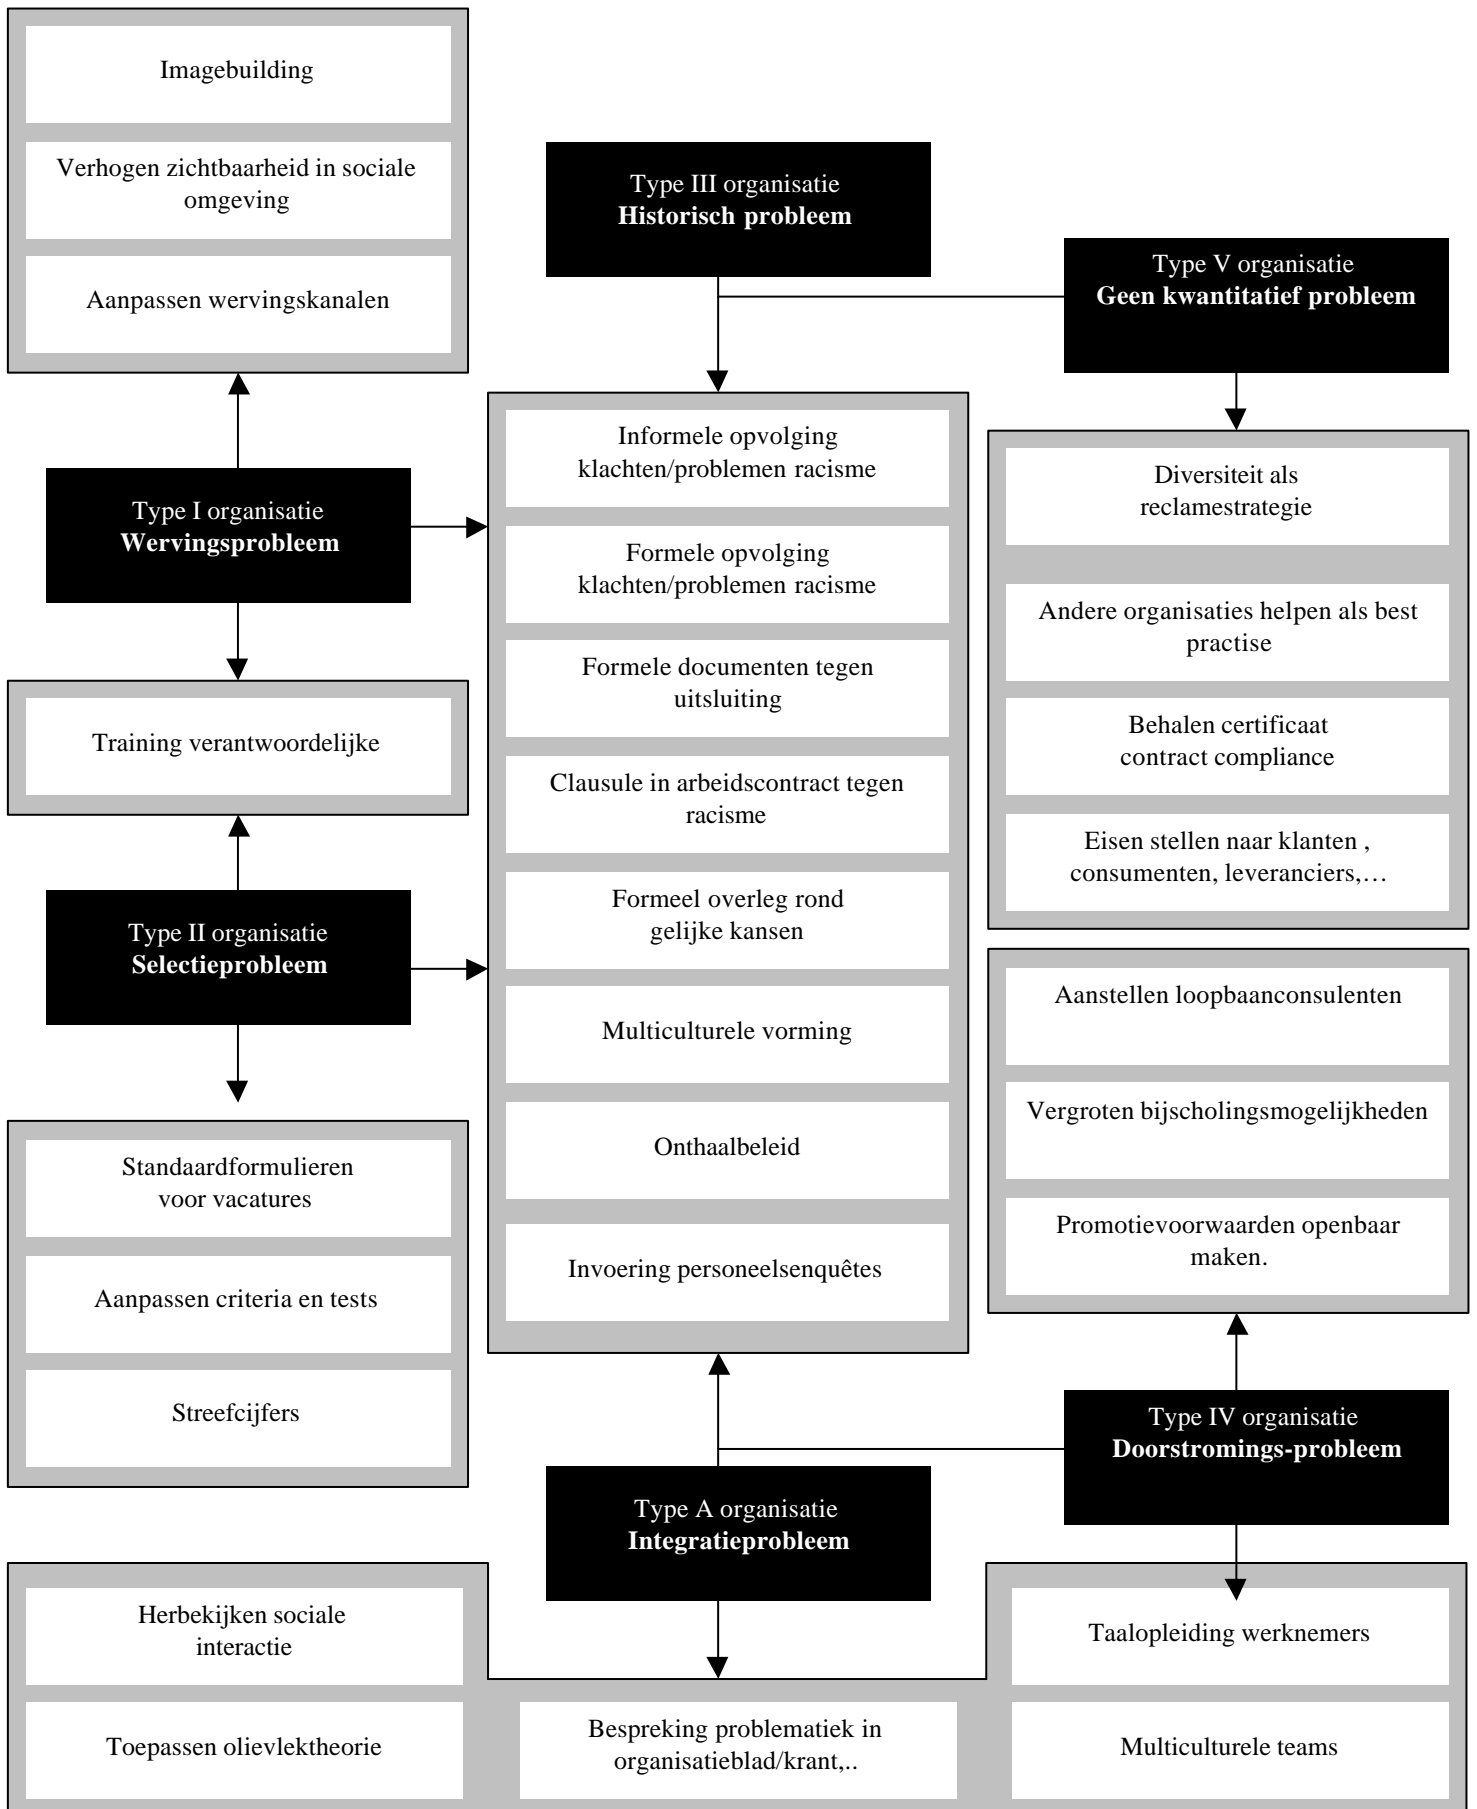 Imagebuilding
Verhogen zichtbaarheid in sociale
omgeving
Aanpassen wervingskanalen
Type III organisatie
Historisch probleem
Type V organisatie
Geen kwantitatief probleem
Type I organisatie
Wervingsprobleem
Informele opvolging
klachten/problemen racisme
Formele opvolging
klachten/problemen racisme
Formele documenten tegen
uitsluiting
Clausule in arbeidscontract tegen
racisme
Formeel overleg rond
gelijke kansen
Multiculturele vorming
Onthaalbeleid
Invoering personeelsenquêtes
Diversiteit als
reclamestrategie
Andere organisaties helpen als best
practise
Behalen certificaat
contract compliance
Eisen stellen naar klanten ,
consumenten, leveranciers,…
Training verantwoordelijke
Type II organisatie
Selectieprobleem
Standaardformulieren
voor vacatures
Aanpassen criteria en tests
Streefcijfers
Aanstellen loopbaanconsulenten
Vergroten bijscholingsmogelijkheden
Promotievoorwaarden openbaar
maken.
Type IV organisatie
Doorstromings-probleem
Type A organisatie
Integratieprobleem
Herbekijken sociale
interactie
Toepassen olievlektheorie
Bespreking problematiek in
organisatieblad/krant,..
Taalopleiding werknemers
Multiculturele teams